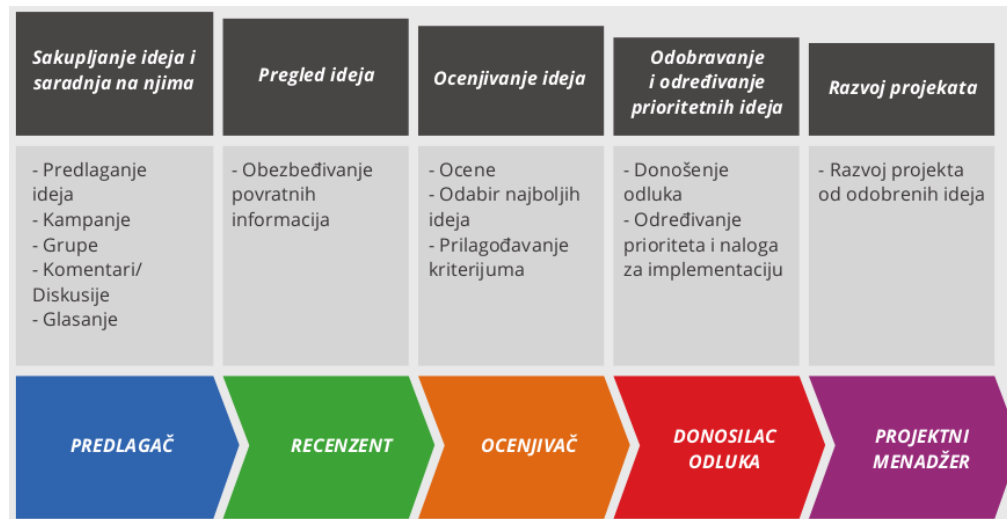 Sakupljanje ideja i
saradnja na njima
Pregled ideja
Ocenjivanje ideja
Odobravanje
i određivanje
prioritetnih ideja
Razvoj projekata
- Predlaganje
ideja
- Kampanje
- Grupe
- Komentari/
Diskusije
- Glasanje
- Obezbeđivanje
povratnih
informacija
- Ocene
- Odabir najboljih
ideja
- Prilagođavanje
kriterijuma
- Donošenje
odluka
- Određivanje
prioriteta i naloga
za implementaciju
- Razvoj projekta
od odobrenih ideja
PREDLAGAČ
RECENZENT
OCENJIVAČ
DONOSILAC
ODLUKA
PROJEKTNI
MENADŽER